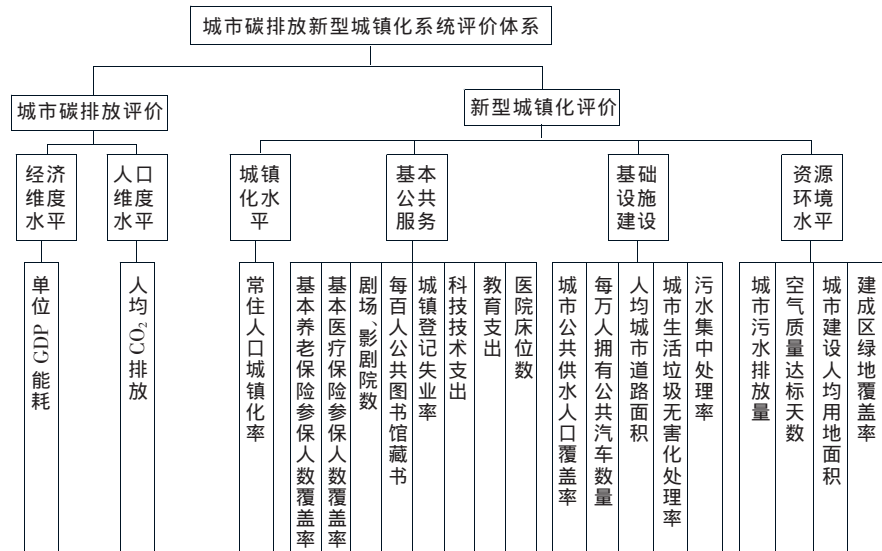 城市碳排放新型城镇化系统评价体系
城市碳排放评价
新型城镇化评价
经济
维度
水平
人口
维度
水平
城镇
化水
平
基本
公共
服务
基础
设施
建设
资源
环境
水平
单位 GDP 能耗
人均 CO₂ 排放
常住人口城镇化率
基本养老保险参保人数覆盖率
基本医疗保险参保人数覆盖率
剧场、影剧院数
每百人公共图书馆藏书
城镇登记失业率
科技技术支出
教育支出
医院床位数
城市公共供水人口覆盖率
每万人拥有公共汽车数量
人均城市道路面积
城市生活垃圾无害化处理率
污水集中处理率
城市污水排放量
空气质量达标天数
城市建设人均用地面积
建成区绿地覆盖率